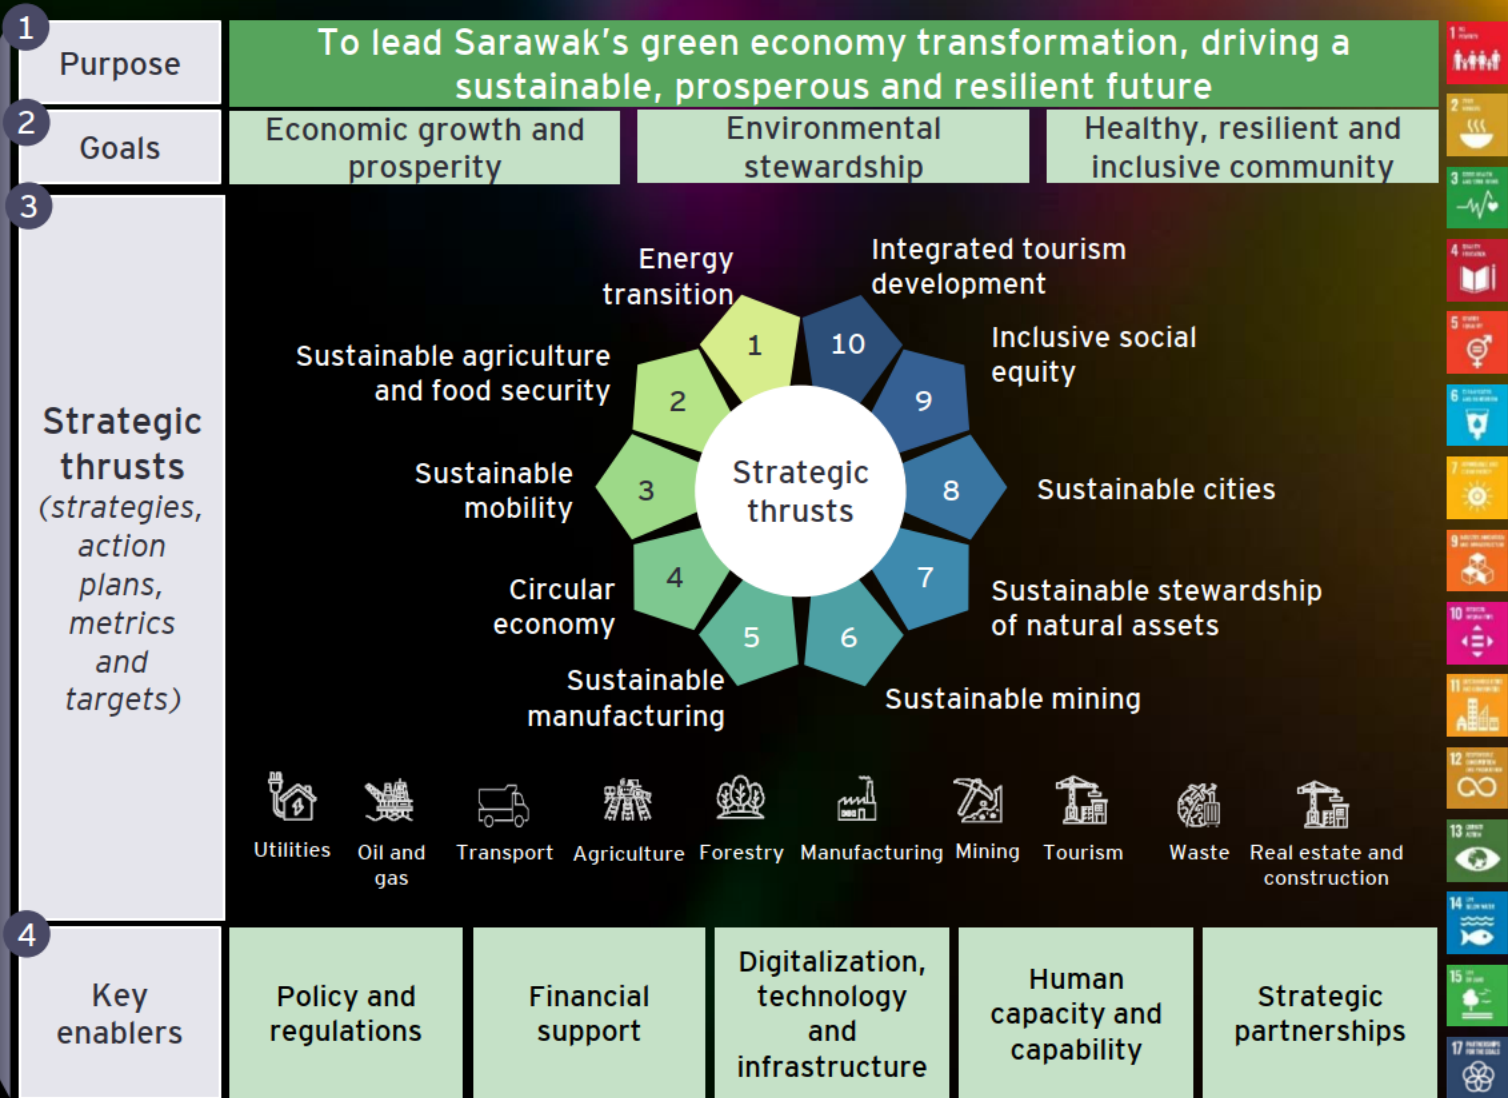 1
Purpose
To lead Sarawak's green economy transformation, driving a
sustainable, prosperous and resilient future
2
Goals
Economic growth and
prosperity
Environmental
stewardship
Healthy, resilient and
inclusive community
3
Strategic
thrusts
(strategies,
action
plans,
metrics
and
targets)
Energy
transition
Integrated tourism
development
Sustainable agriculture
and food security
Inclusive social
equity
Sustainable
mobility
Sustainable cities
Circular
economy
Sustainable stewardship
of natural assets
Sustainable
manufacturing
Sustainable mining
1
2
3
4
5
6
7
8
9
10
Strategic
thrusts
Utilities
Oil and
gas
Transport
Agriculture
Forestry
Manufacturing
Mining
Tourism
Waste
Real estate and
construction
4
Key
enablers
Policy and
regulations
Financial
support
Digitalization,
technology
and
infrastructure
Human
capacity and
capability
Strategic
partnerships
1
2
3
4
5
6
7
9
10
11
12
13
14
15
17 PARTNERSHIPS
FOR THE GOALS